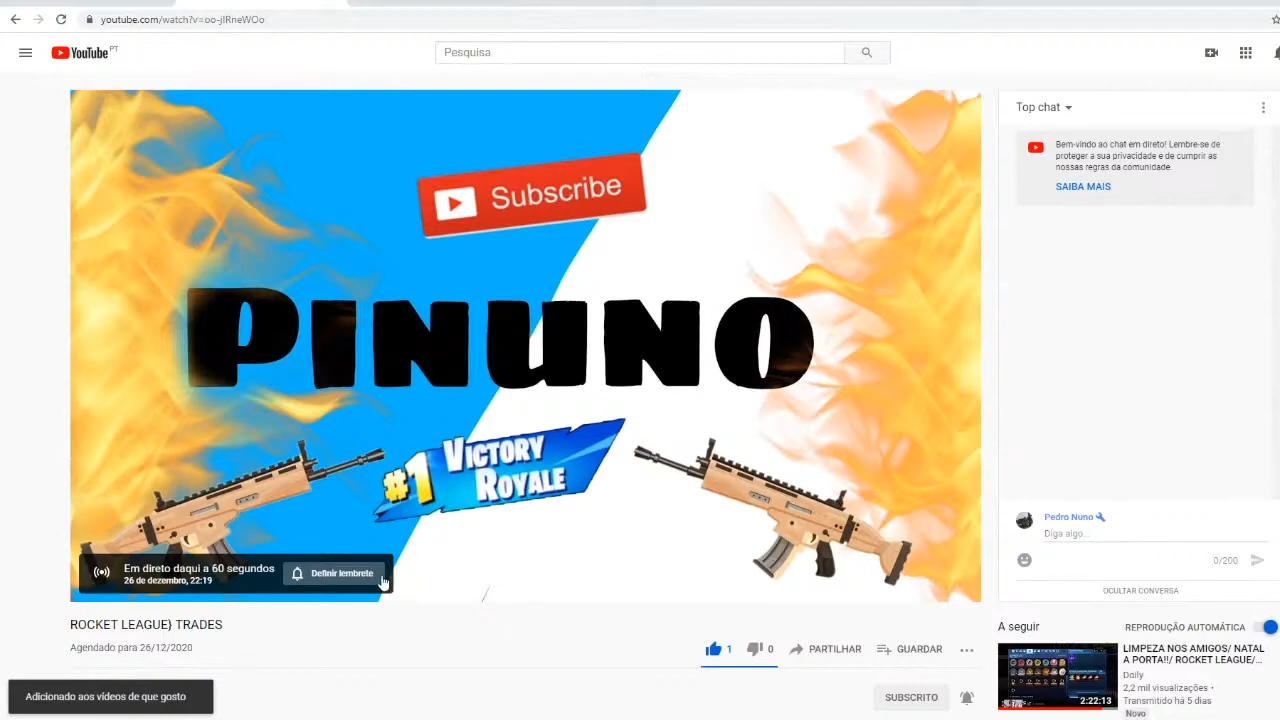 youtube.com/watch?v=oo-jlRneWOo
YouTube PT
Pesquisa
Subscribe
PINUNO
#1 VICTORY
ROYALE
Em direto daqui a 60 segundos
26 de dezembro, 22:19
Definir lembrete
ROCKET LEAGUE} TRADES
Agendado para 26/12/2020
1
0
PARTILHAR
GUARDAR
SUBSCRITO
Adicionado aos vídeos de que gosto
Top chat
Bem-vindo ao chat em direto! Lembre-se de
proteger a sua privacidade e de cumprir as
nossas regras da comunidade.
SAIBA MAIS
Pedro Nuno
Diga algo...
0/200
OCULTAR CONVERSA
A seguir
REPRODUÇÃO AUTOMÁTICA
2:22:13
LIMPEZA NOS AMIGOS/ NATAL
A PORTA!!/ ROCKET LEAGUE/...
Daily
2,2 mil visualizações •
Transmitido há 5 dias
Novo